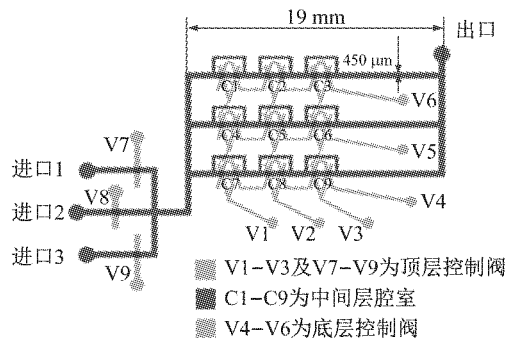 19 mm
出口
450 μm
C1
C2
C3
V6
C4
C5
C6
V5
V7
进口1
C7
C8
C9
V8
V4
进口2
V1
V2
V3
进口3
V9
V1-V3及V7-V9为顶层控制阀
C1-C9为中间层腔室
V4-V6为底层控制阀